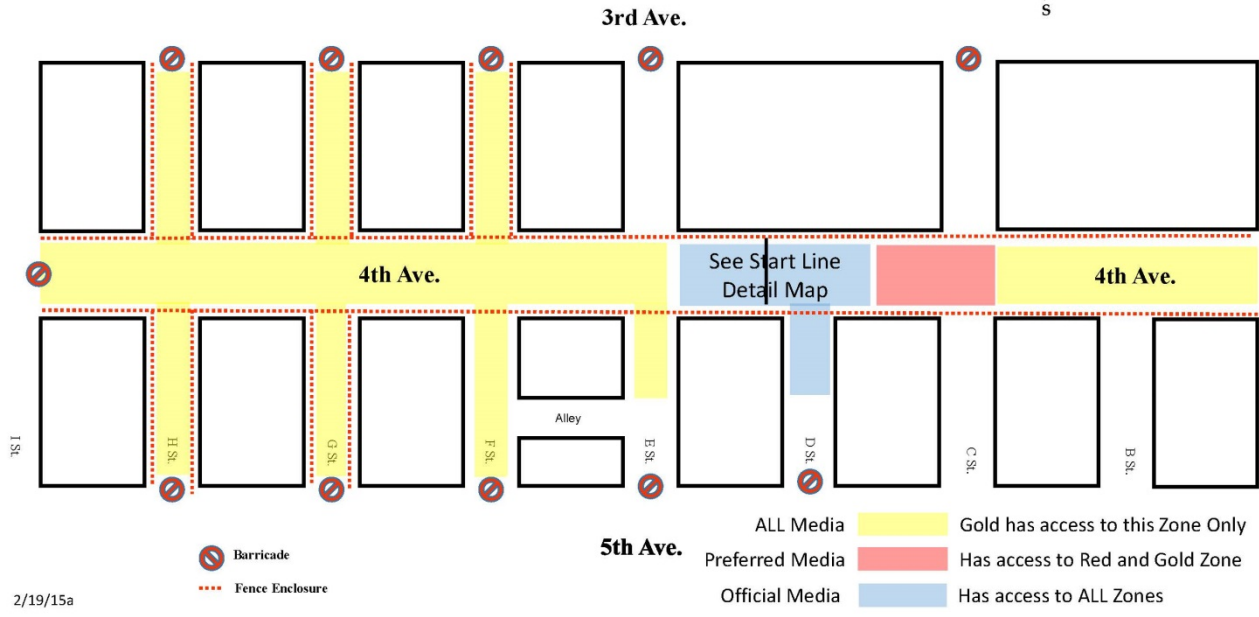 3rd Ave.
S
4th Ave.
See Start Line
Detail Map
4th Ave.
Alley
I St.
H St.
G St.
F St.
E St.
D St.
C St.
B St.
5th Ave.
ALL Media
Gold has access to this Zone Only
Preferred Media
Has access to Red and Gold Zone
Official Media
Has access to ALL Zones
Barricade
Fence Enclosure
2/19/15a